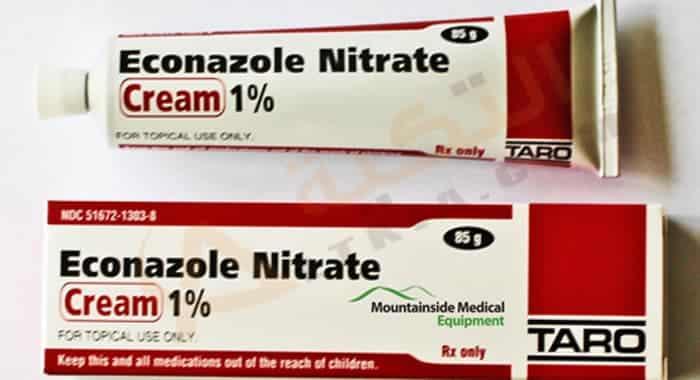 85 g
Econazole Nitrate
Cream 1%
FOR TOPICAL USE ONLY.
Rx only
TARO
NDC 51672-1303-8
85 g
Econazole Nitrate
Cream 1%
Mountainside Medical
Equipment
FOR TOPICAL USE ONLY.
Rx only
TARO
Keep this and all medications out of the reach of children.